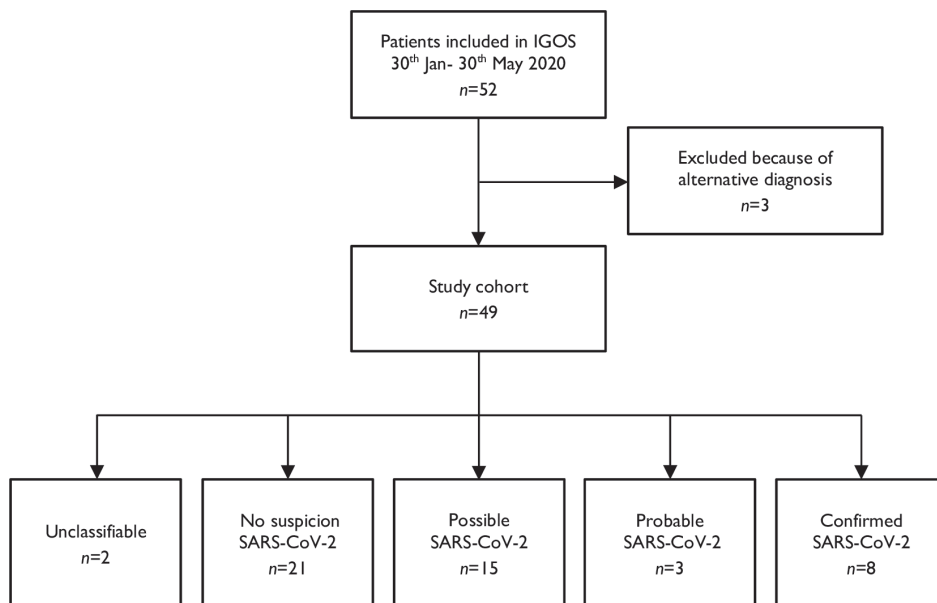 Patients included in IGOS
30th Jan- 30th May 2020
n=52
Excluded because of
alternative diagnosis
n=3
Study cohort
n=49
Unclassifiable
n=2
No suspicion
SARS-CoV-2
n=21
Possible
SARS-CoV-2
n=15
Probable
SARS-CoV-2
n=3
Confirmed
SARS-CoV-2
n=8